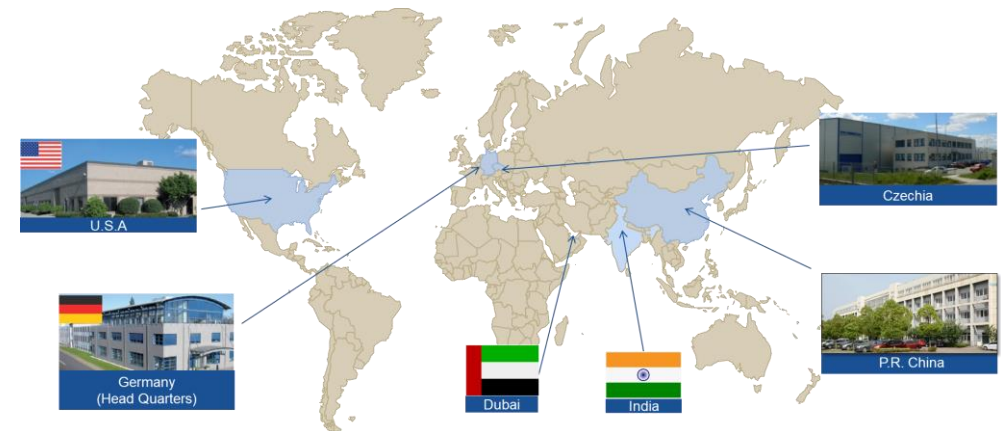 U.S.A
Czechia
Germany
(Head Quarters)
Dubai
India
P.R. China